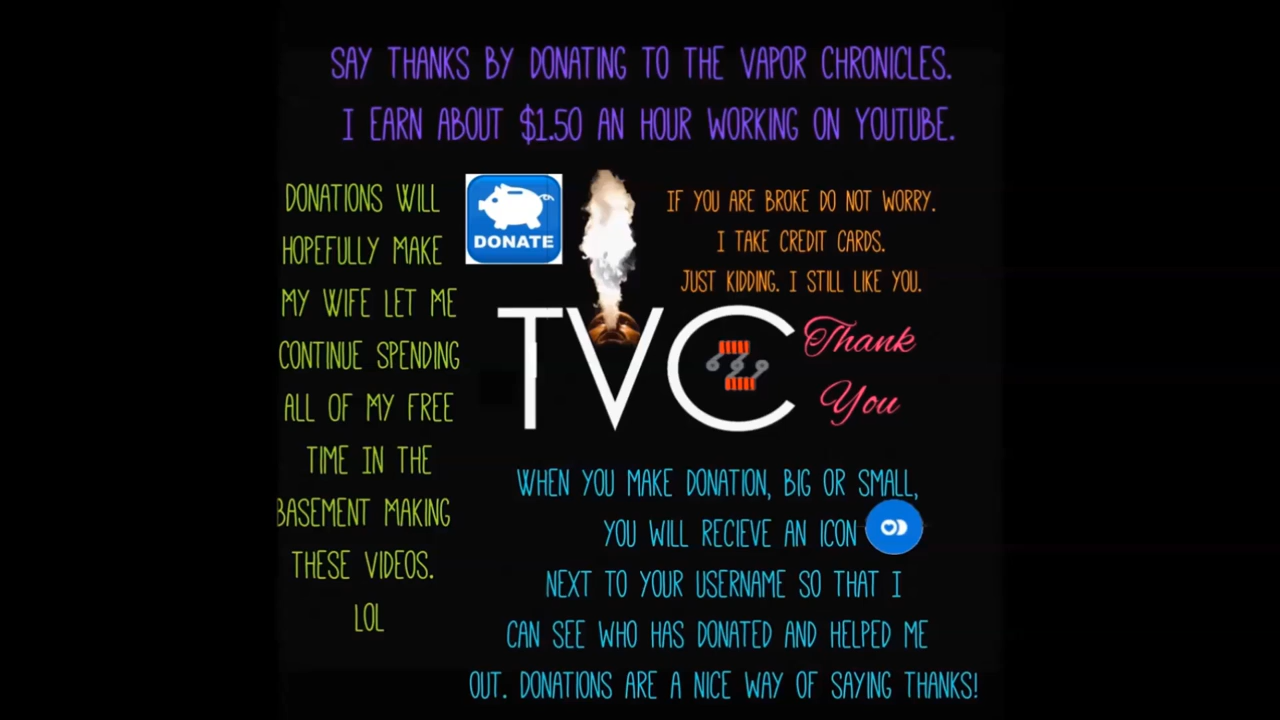 SAY THANKS BY DONATING TO THE VAPOR CHRONICLES.
I EARN ABOUT $1.50 AN HOUR WORKING ON YOUTUBE.
DONATIONS WILL
HOPEFULLY MAKE
MY WIFE LET ME
CONTINUE SPENDING
ALL OF MY FREE
TIME IN THE
BASEMENT MAKING
THESE VIDEOS.
LOL
DONATE
IF YOU ARE BROKE DO NOT WORRY.
I TAKE CREDIT CARDS.
JUST KIDDING. I STILL LIKE YOU.
TVC
Thank
You
WHEN YOU MAKE DONATION, BIG OR SMALL,
YOU WILL RECIEVE AN ICON
NEXT TO YOUR USERNAME SO THAT I
CAN SEE WHO HAS DONATED AND HELPED ME
OUT. DONATIONS ARE A NICE WAY OF SAYING THANKS!